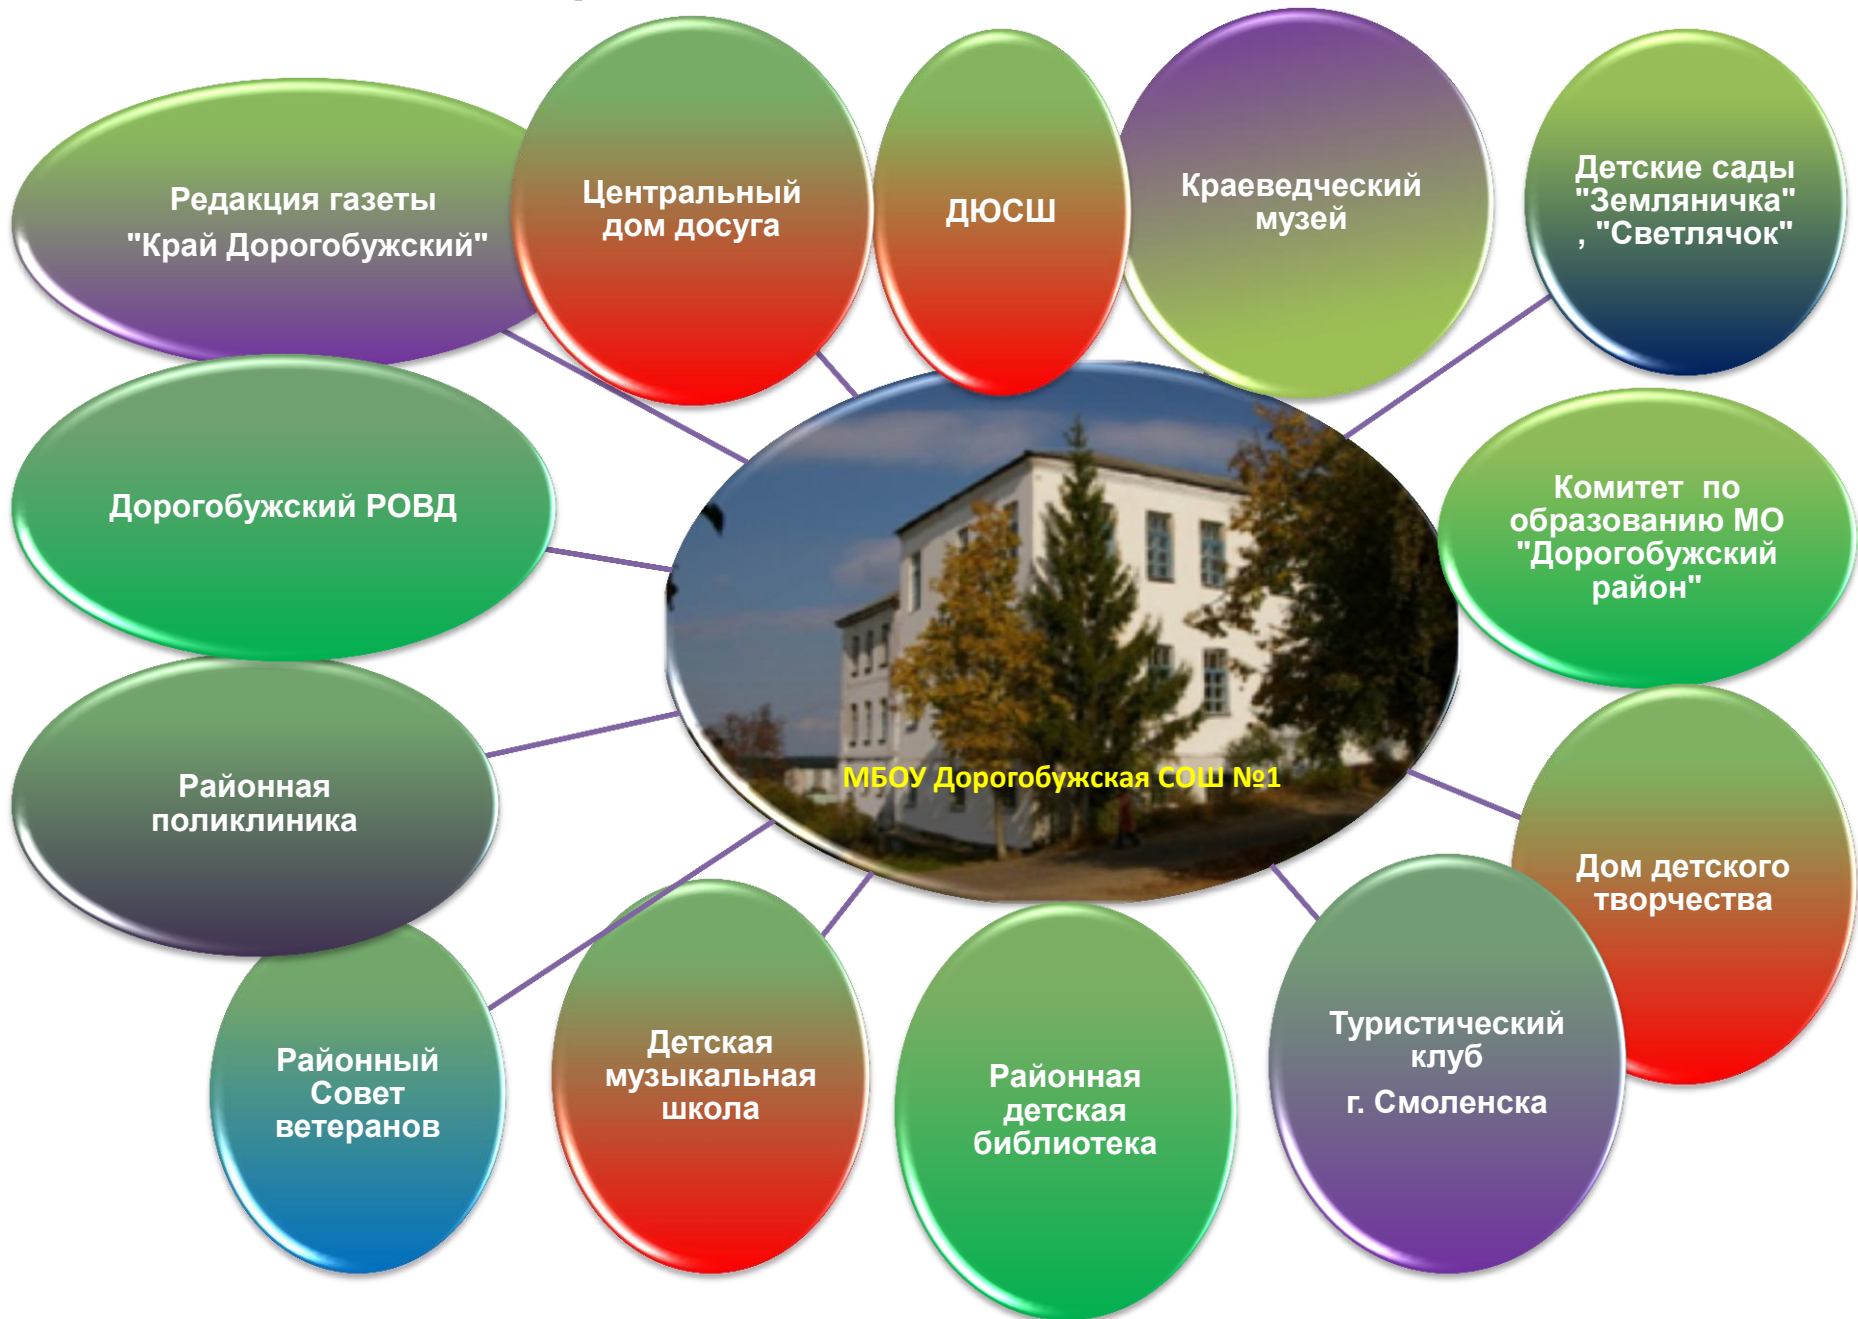 Редакция газеты
"Край Дорогобужский"
Центральный
дом досуга
ДЮСШ
Краеведческий
музей
Детские сады
"Земляничка"
, "Светлячок"
Дорогобужский РОВД
Комитет  по
образованию МО
"Дорогобужский
район"
МБОУ Дорогобужская СОШ №1
Районная
поликлиника
Дом детского
творчества
Районный
Совет
ветеранов
Детская
музыкальная
школа
Районная
детская
библиотека
Туристический
клуб
г. Смоленска